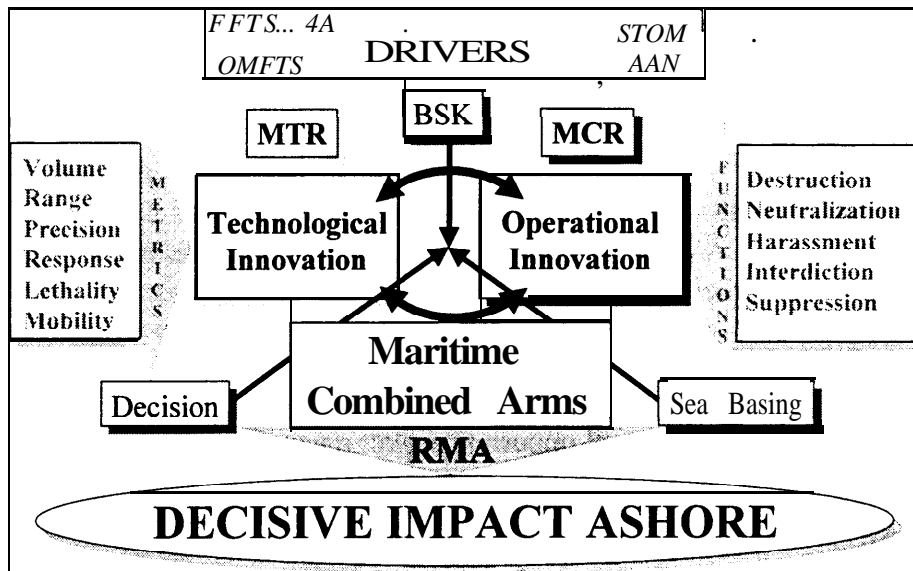 FFTS... 4A
OMFTS
DRIVERS
STOM
AAN
BSK
MTR
MCR
Volume
Range
Precision
Response
Lethality
Mobility
METRICS
Technological
Innovation
Operational
Innovation
FUNCTIONS
Destruction
Neutralization
Harassment
Interdiction
Suppression
Maritime
Combined Arms
Decision
Sea Basing
RMA
DECISIVE IMPACT ASHORE